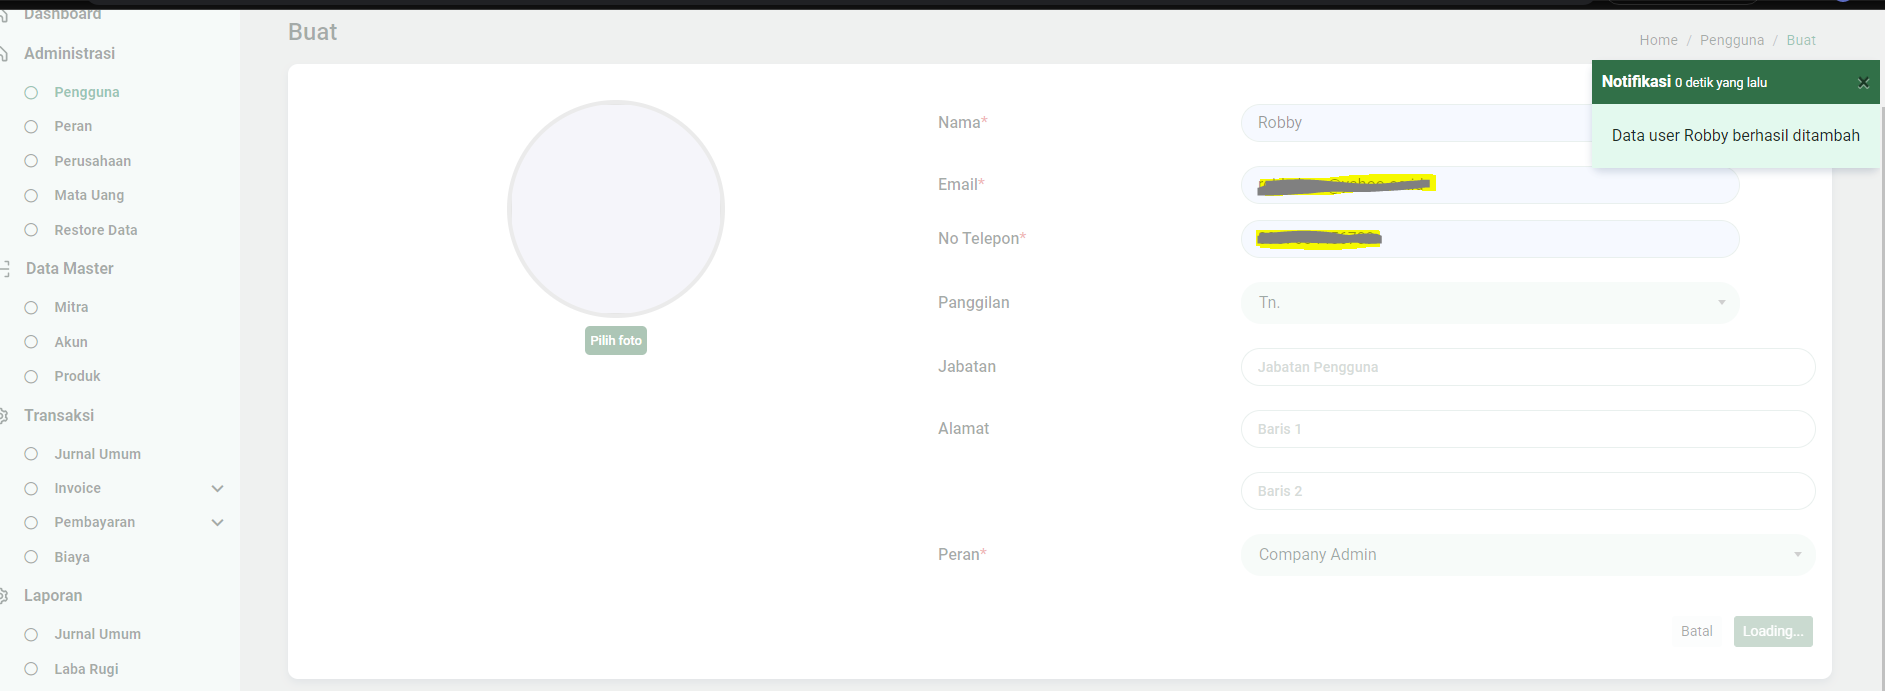 Dashboard
Administrasi
Pengguna
Peran
Perusahaan
Mata Uang
Restore Data
Data Master
Mitra
Akun
Produk
Transaksi
Jurnal Umum
Invoice
Pembayaran
Biaya
Laporan
Jurnal Umum
Laba Rugi
Buat
Home / Pengguna / Buat
Notifikasi 0 detik yang lalu ×
Data user Robby berhasil ditambah
Pilih foto
Nama* Robby
Email*
No Telepon*
Panggilan Tn.
Jabatan Jabatan Pengguna
Alamat Baris 1
Baris 2
Peran* Company Admin
Batal Loading...